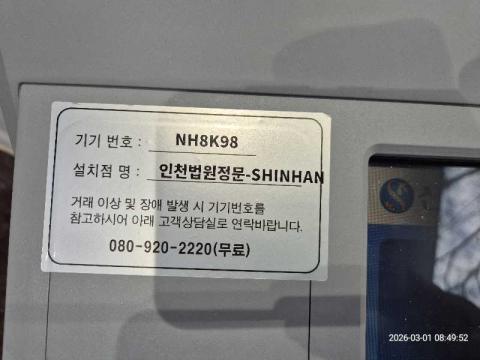 기기 번호 : NH8K98
설치점 명 : 인천법원정문-SHINHAN
거래 이상 및 장애 발생 시 기기번호를
참고하시어 아래 고객상담실로 연락바랍니다.
080-920-2220(무료)
2026-03-01 08:49:52